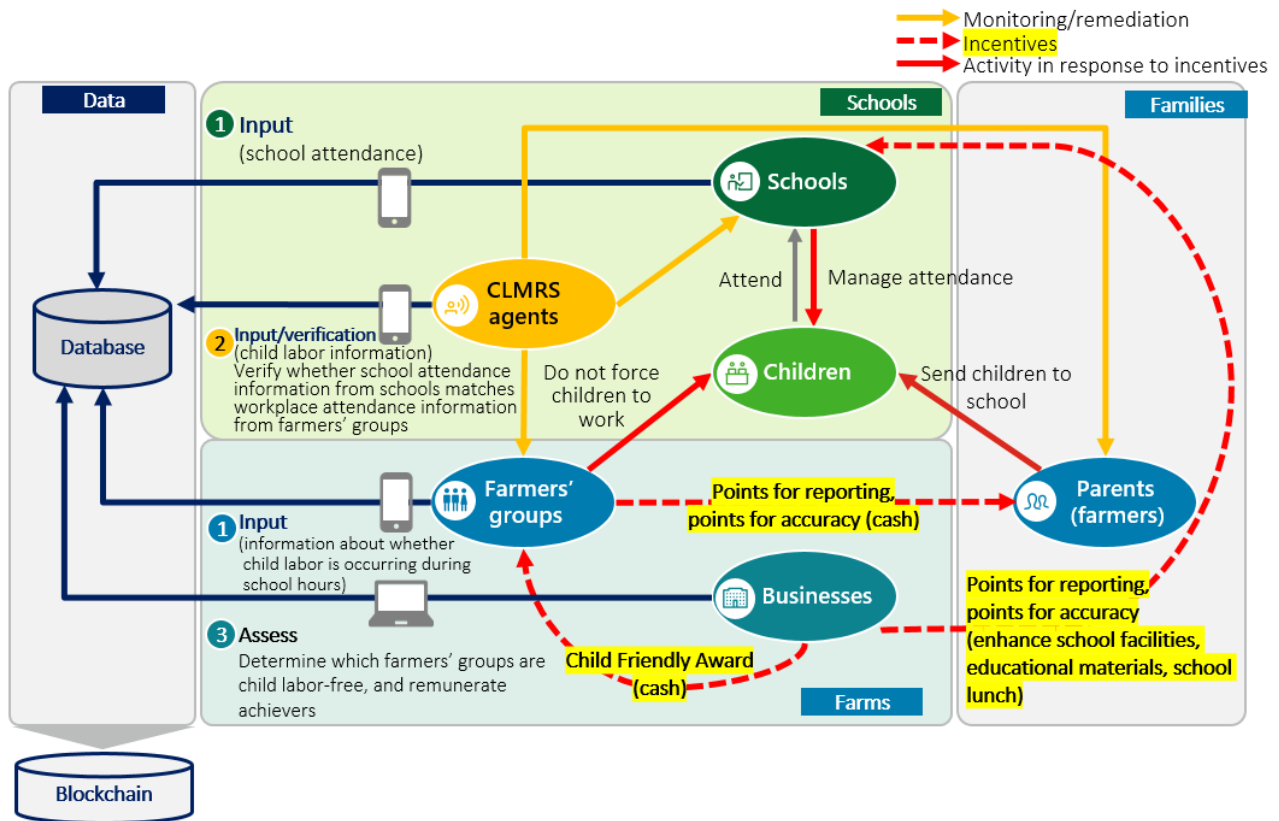 Monitoring/remediation
Incentives
Activity in response to incentives
Data
Schools
Families
1 Input
(school attendance)
Schools
Attend
Manage attendance
CLMRS
agents
Database
2 Input/verification
(child labor information)
Verify whether school attendance
information from schools matches
workplace attendance information
from farmers' groups
Do not force
children to
work
Children
Send children to
school
Farmers'
groups
Points for reporting,
points for accuracy (cash)
Parents
(farmers)
1 Input
(information about whether
child labor is occurring during
school hours)
Businesses
Points for reporting,
points for accuracy
(enhance school facilities,
educational materials, school
lunch)
3 Assess
Determine which farmers' groups are
child labor-free, and remunerate
achievers
Child Friendly Award
(cash)
Farms
Blockchain